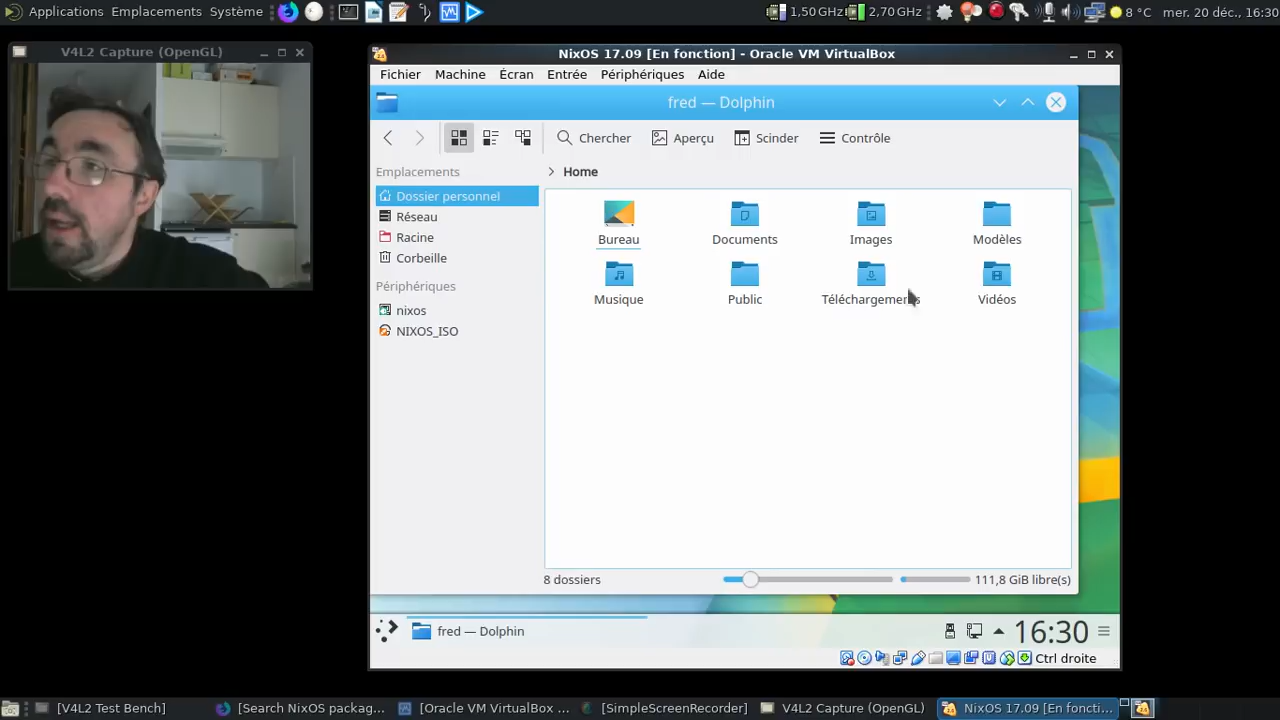 Applications Emplacements Système 1,50 GHz 2,70 GHz 8 °C mer. 20 déc., 16:30
V4L2 Capture (OpenGL)
NixOS 17.09 [En fonction] - Oracle VM VirtualBox
Fichier Machine Écran Entrée Périphériques Aide
fred — Dolphin
Chercher Aperçu Scinder Contrôle
Emplacements
Dossier personnel
Réseau
Racine
Corbeille
Périphériques
nixos
NIXOS_ISO
Home
Bureau Documents Images Modèles
Musique Public Téléchargements Vidéos
8 dossiers 111,8 GiB libre(s)
fred — Dolphin 16:30
Ctrl droite
[V4L2 Test Bench] [Search NixOS packag... [Oracle VM VirtualBox ... [SimpleScreenRecorder] V4L2 Capture (OpenGL) NixOS 17.09 [En foncti...